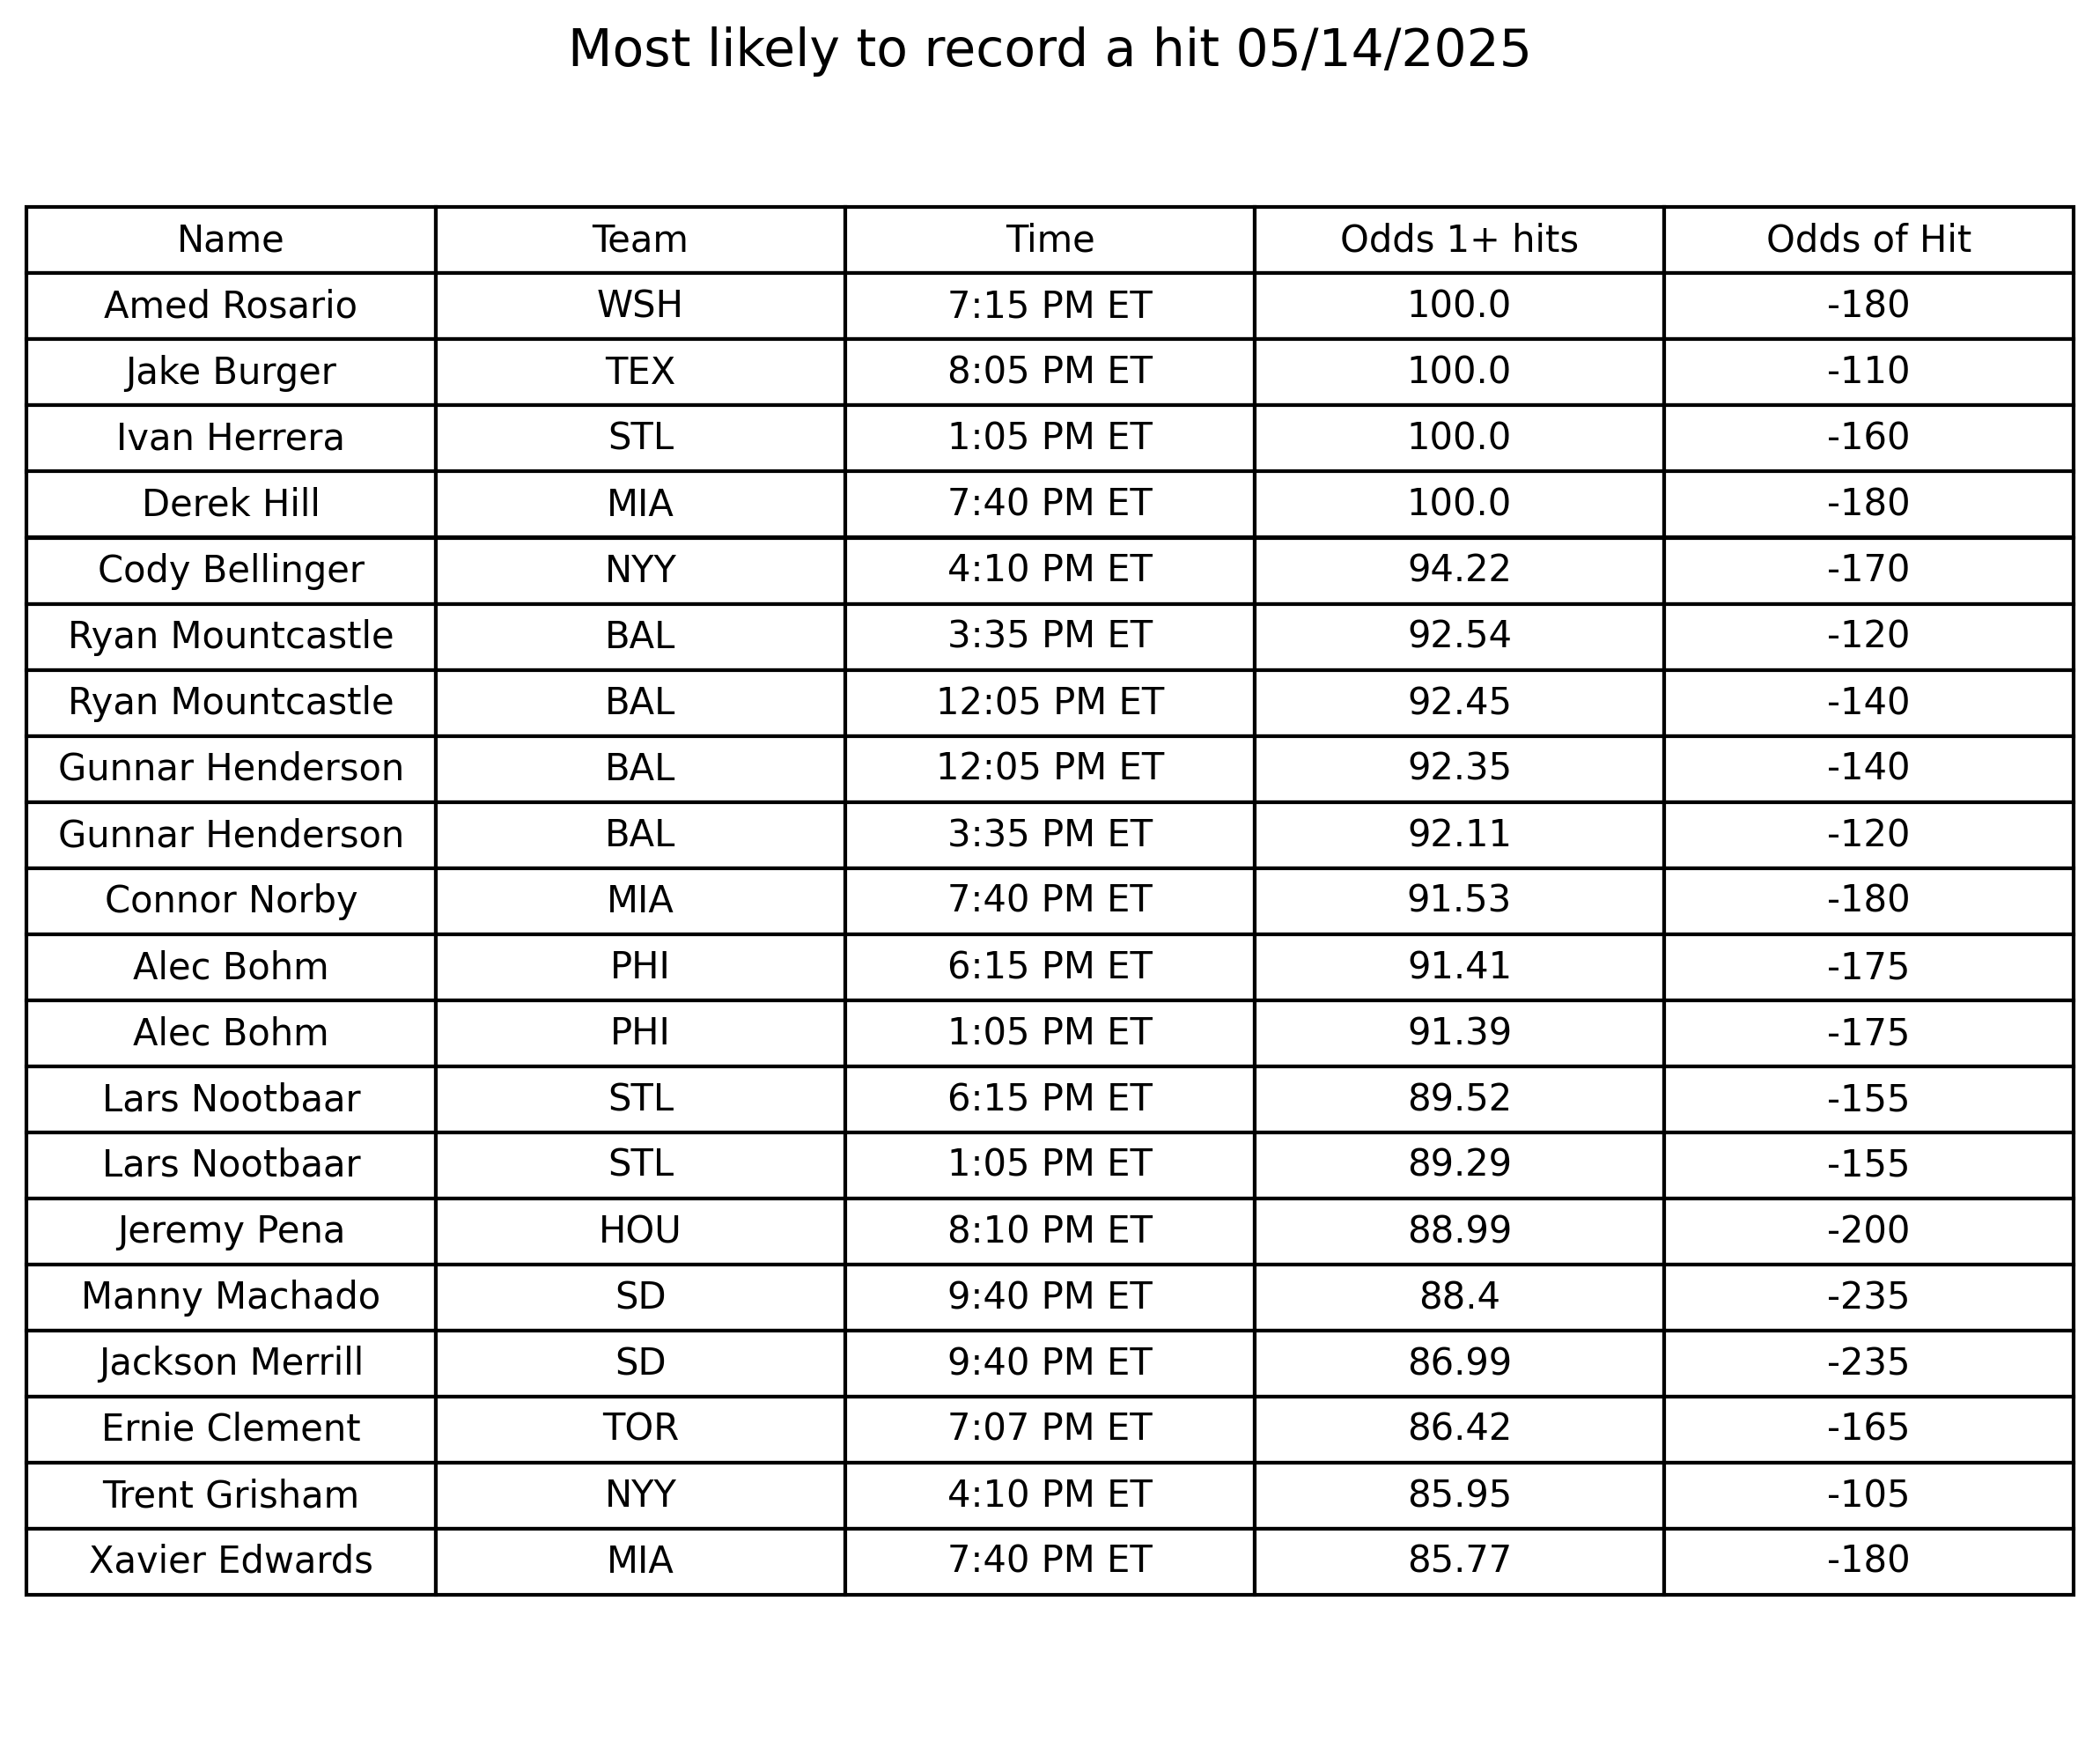 Most likely to record a hit 05/14/2025
Name Team Time Odds 1+ hits Odds of Hit
Amed Rosario WSH 7:15 PM ET 100.0 -180
Jake Burger TEX 8:05 PM ET 100.0 -110
Ivan Herrera STL 1:05 PM ET 100.0 -160
Derek Hill MIA 7:40 PM ET 100.0 -180
Cody Bellinger NYY 4:10 PM ET 94.22 -170
Ryan Mountcastle BAL 3:35 PM ET 92.54 -120
Ryan Mountcastle BAL 12:05 PM ET 92.45 -140
Gunnar Henderson BAL 12:05 PM ET 92.35 -140
Gunnar Henderson BAL 3:35 PM ET 92.11 -120
Connor Norby MIA 7:40 PM ET 91.53 -180
Alec Bohm PHI 6:15 PM ET 91.41 -175
Alec Bohm PHI 1:05 PM ET 91.39 -175
Lars Nootbaar STL 6:15 PM ET 89.52 -155
Lars Nootbaar STL 1:05 PM ET 89.29 -155
Jeremy Pena HOU 8:10 PM ET 88.99 -200
Manny Machado SD 9:40 PM ET 88.4 -235
Jackson Merrill SD 9:40 PM ET 86.99 -235
Ernie Clement TOR 7:07 PM ET 86.42 -165
Trent Grisham NYY 4:10 PM ET 85.95 -105
Xavier Edwards MIA 7:40 PM ET 85.77 -180